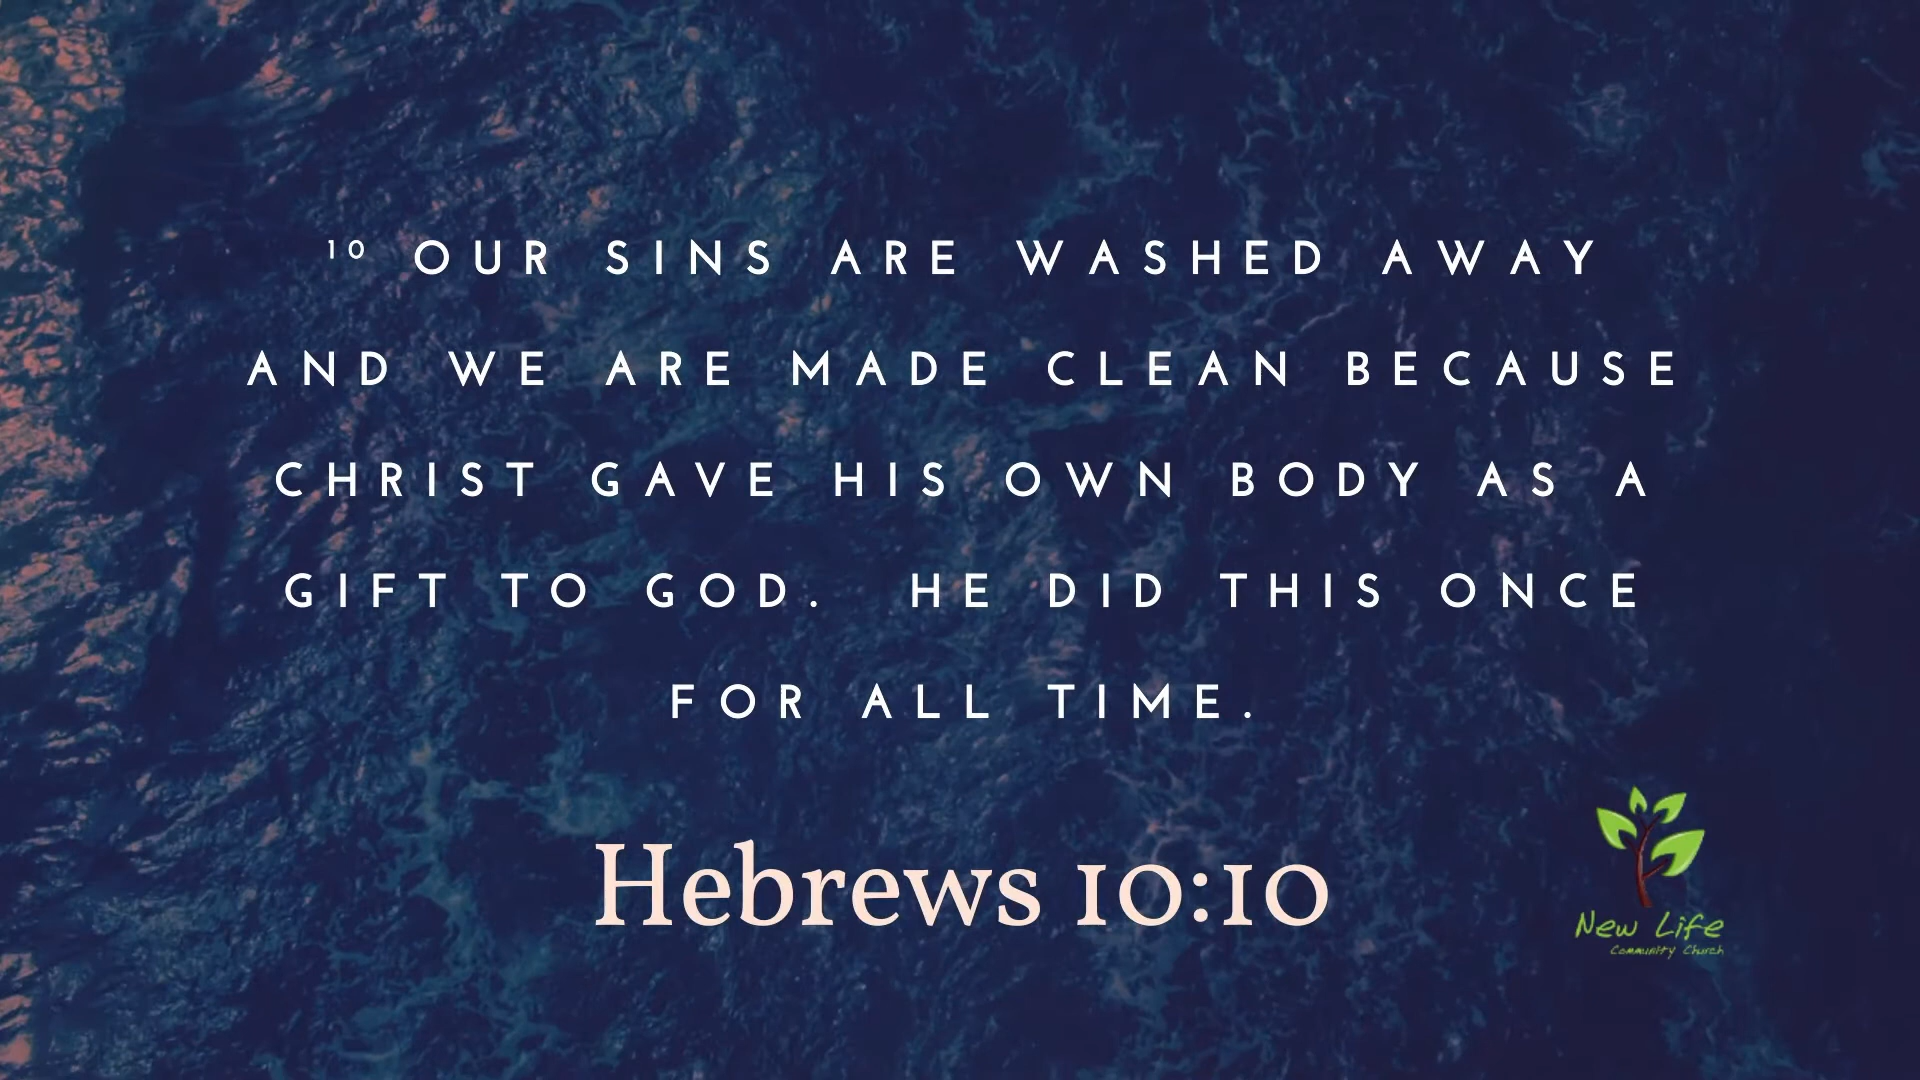 ¹⁰ OUR SINS ARE WASHED AWAY
AND WE ARE MADE CLEAN BECAUSE
CHRIST GAVE HIS OWN BODY AS A
GIFT TO GOD. HE DID THIS ONCE
FOR ALL TIME.
Hebrews 10:10
New Life
Community Church